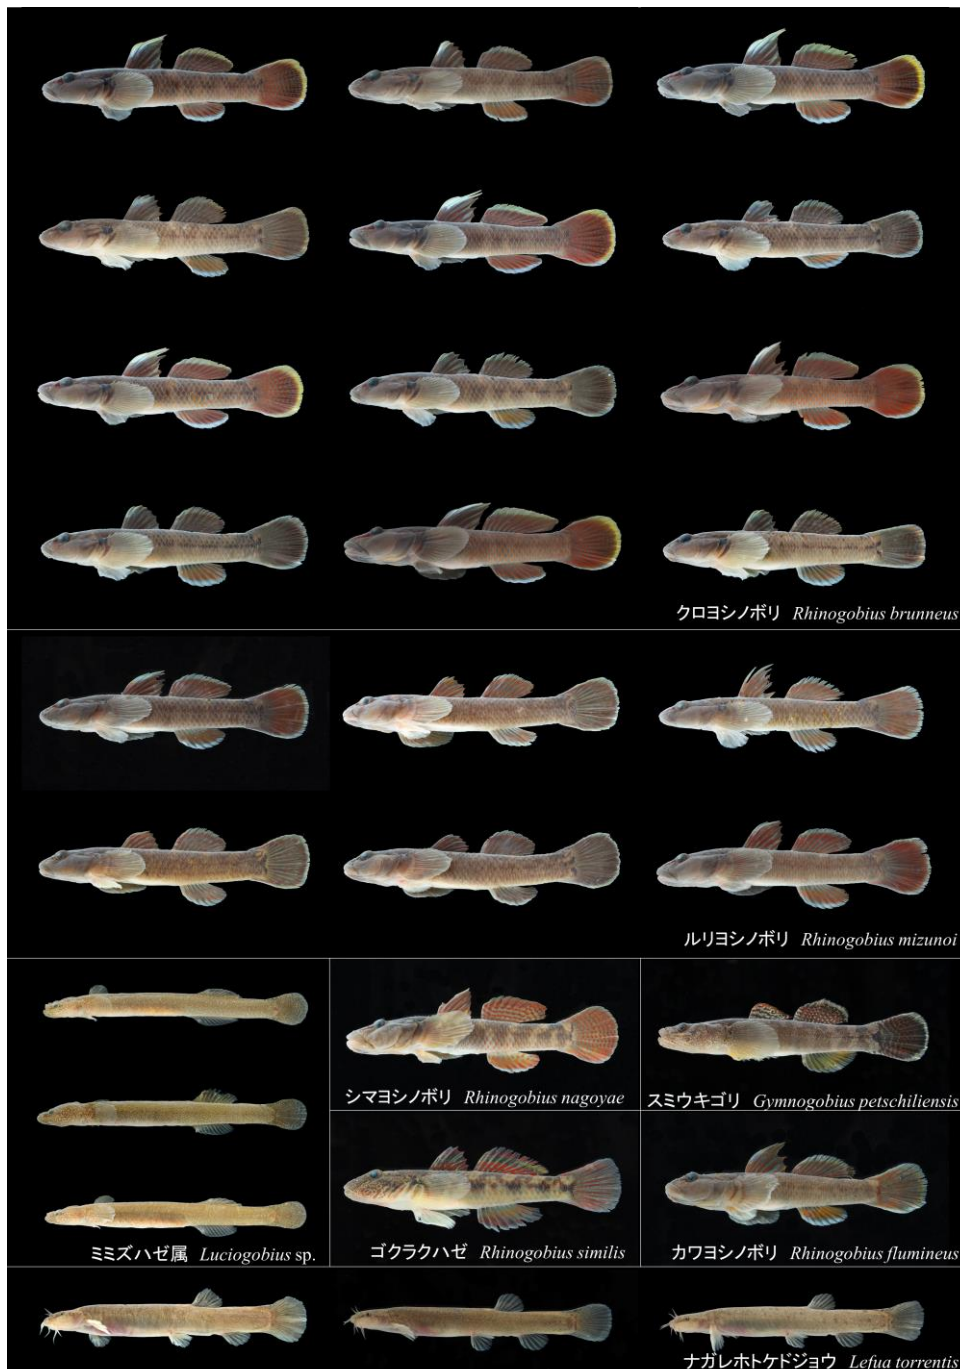 クロヨシノボリ Rhinogobius brunneus
ルリヨシノボリ Rhinogobius mizunoi
ミミズハゼ属 Luciogobius sp.
シマヨシノボリ Rhinogobius nagoyae
スミウキゴリ Gymnogobius petschiliensis
ゴクラクハゼ Rhinogobius similis
カワヨシノボリ Rhinogobius flumineus
ナガレホトケドジョウ Lefua torrentis